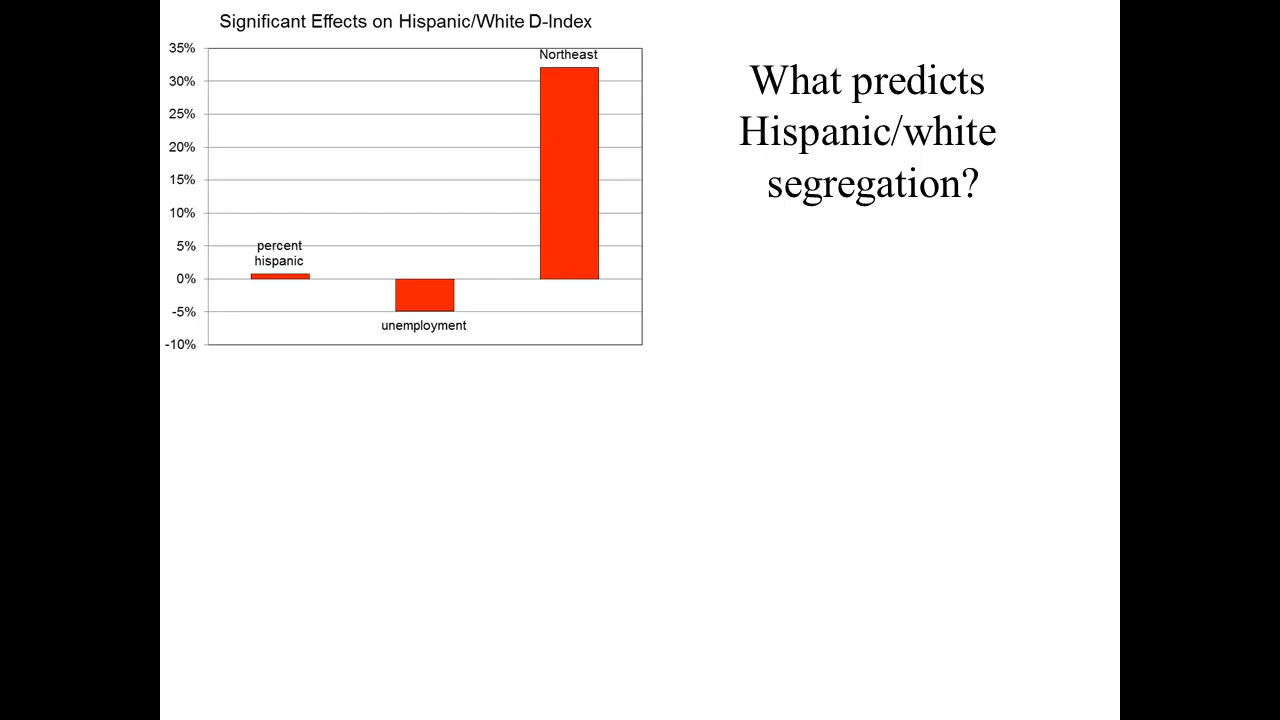 Significant Effects on Hispanic/White D-Index
35%
30%
25%
20%
15%
10%
5%
0%
-5%
-10%
percent
hispanic
unemployment
Northeast
What predicts
Hispanic/white
segregation?